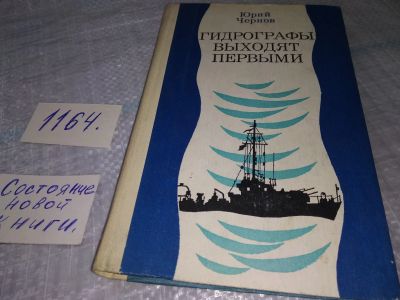 Юрий
Чернов
ГИДРОГРАФЫ
ВЫХОДЯТ
ПЕРВЫМИ
1164.
Состояние
новой
книги.